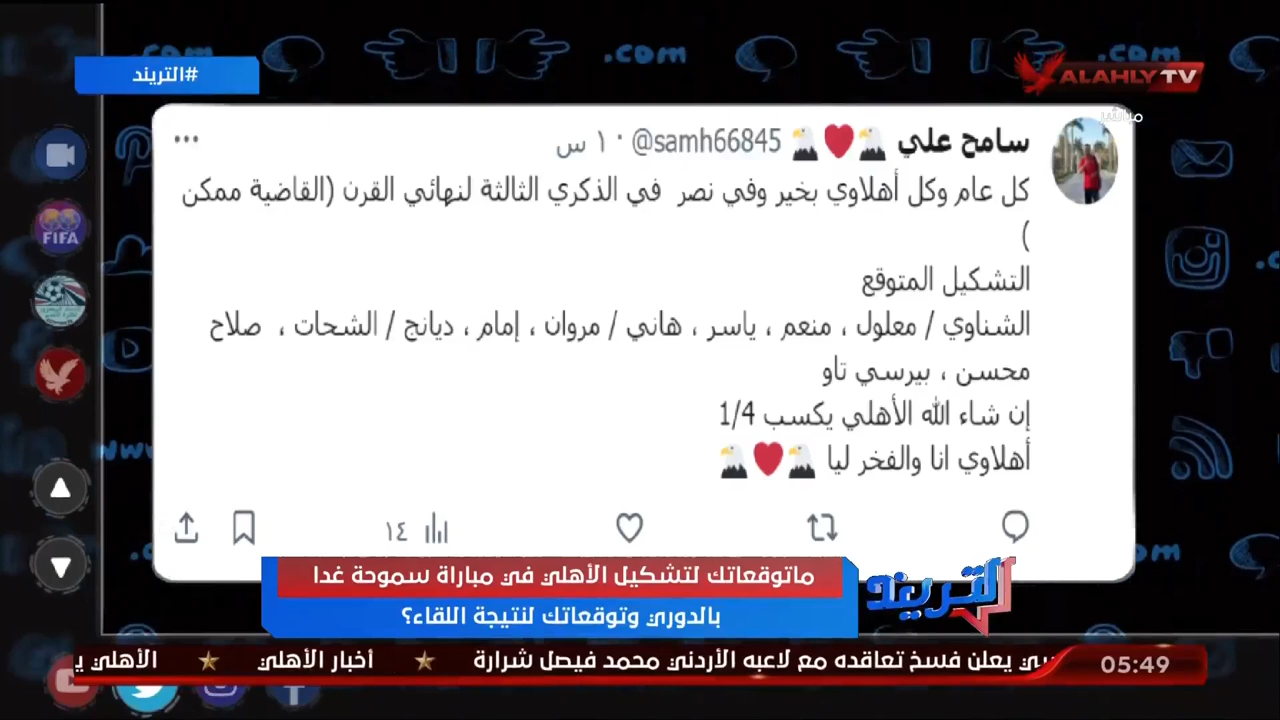 #التريند
ALAHLY TV
مباشر
سامح علي 🦅❤️🦅 @samh66845 · ١ س
كل عام وكل أهلاوي بخير وفي نصر في الذكري الثالثة لنهائي القرن (القاضية ممكن
)
التشكيل المتوقع
الشناوي / معلول ، منعم ، ياسر ، هاني / مروان ، إمام ، ديانج / الشحات ، صلاح
محسن ، بيرسي تاو
إن شاء الله الأهلي يكسب 1/4
أهلاوي انا والفخر ليا 🦅❤️🦅
١٤
ماتوقعاتك لتشكيل الأهلي في مباراة سموحة غدا
بالدوري وتوقعاتك لنتيجة اللقاء؟
التريند
يعلن فسخ تعاقده مع لاعبه الأردني محمد فيصل شرارة ★ أخبار الأهلي ★ الأهلي
05:49
FIFA
.com
.com